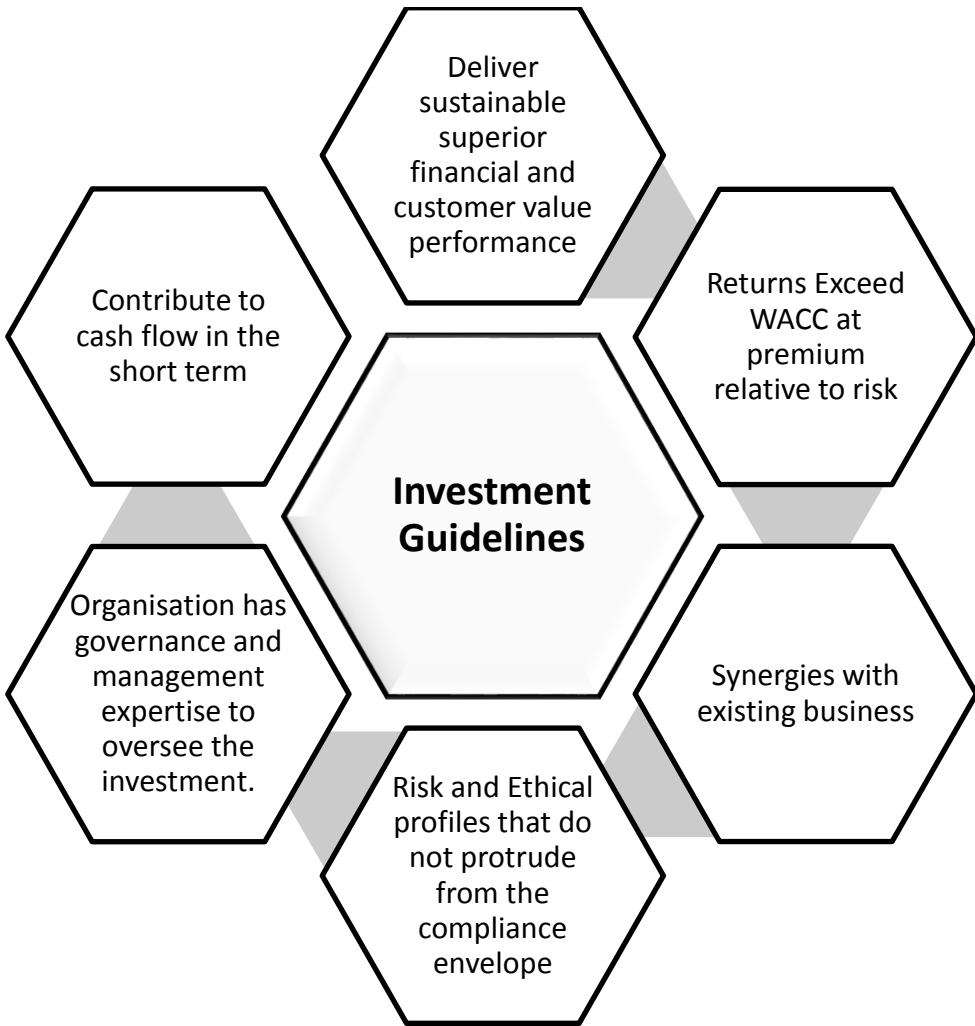 Deliver
sustainable
superior
financial and
customer value
performance
Returns Exceed
WACC at
premium
relative to risk
Synergies with
existing business
Risk and Ethical
profiles that do
not protrude
from the
compliance
envelope
Organisation has
governance and
management
expertise to
oversee the
investment.
Contribute to
cash flow in the
short term
Investment
Guidelines